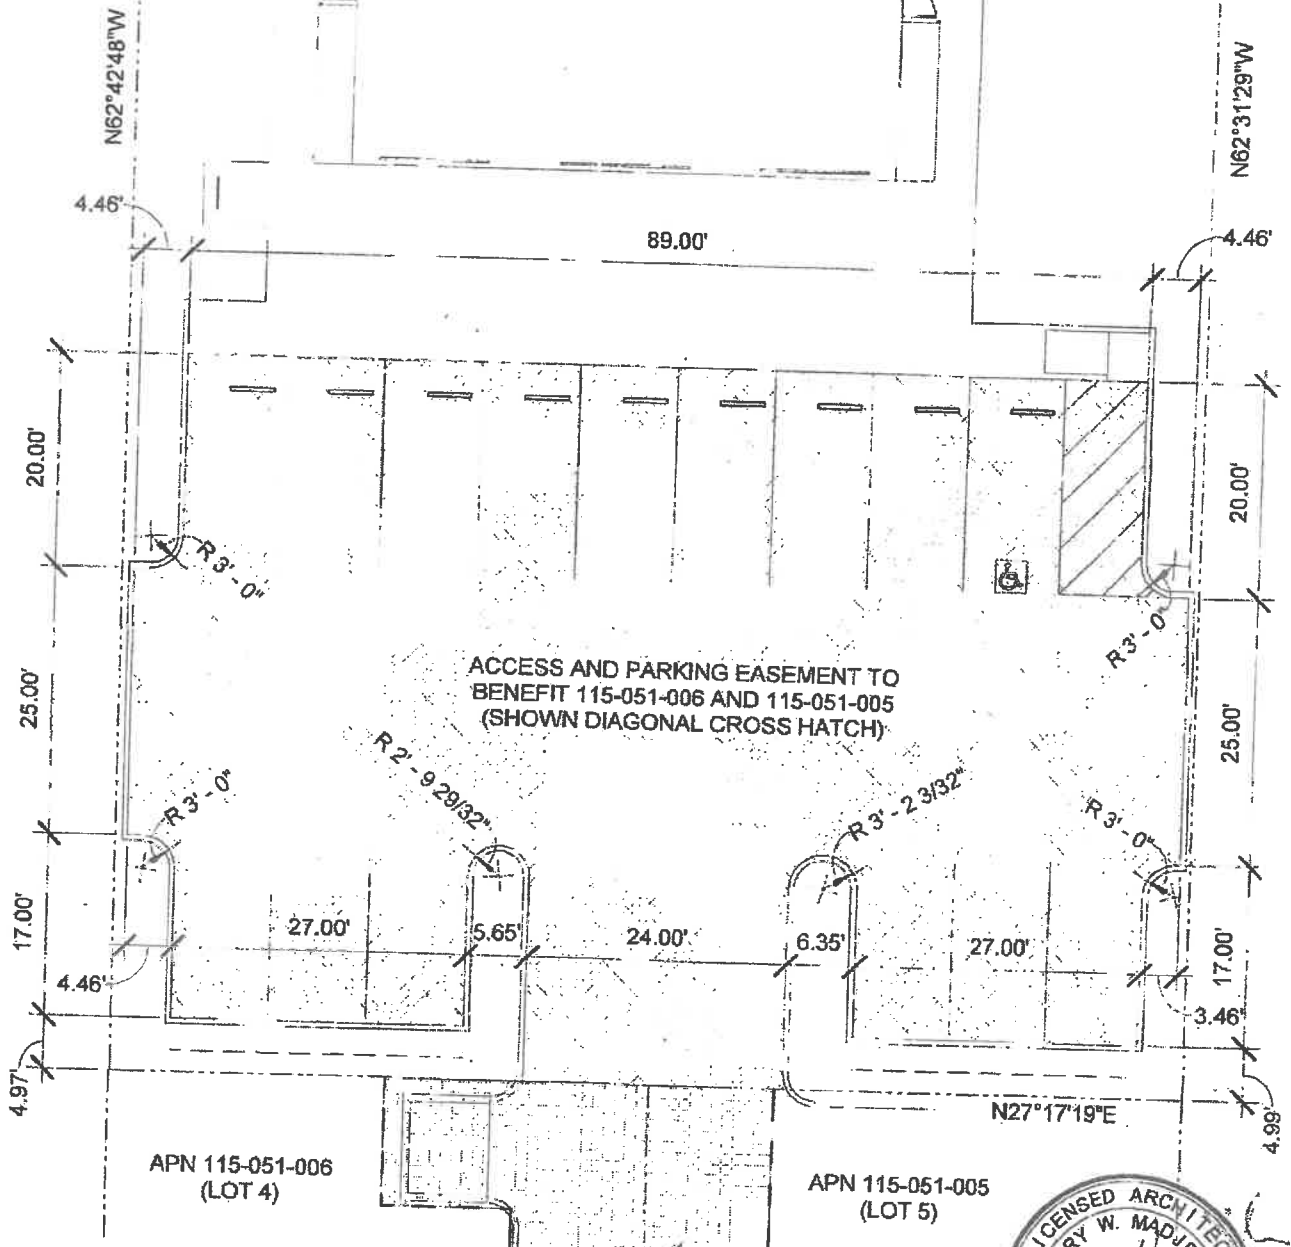 N62°42'48"W
N62°31'29"W
4.46'
89.00'
4.46'
20.00'
20.00'
R 3' - 0"
R 3' - 0"
ACCESS AND PARKING EASEMENT TO
BENEFIT 115-051-006 AND 115-051-005
(SHOWN DIAGONAL CROSS HATCH)
25.00'
25.00'
R 3' - 0"
R 2' - 9 29/32"
R 3' - 2 3/32"
R 3' - 0"
17.00'
27.00'
5.65'
24.00'
6.35'
27.00'
17.00'
4.46'
3.46'
4.97'
N27°17'19"E
4.99'
APN 115-051-006
(LOT 4)
APN 115-051-005
(LOT 5)
LICENSED ARCHITEC
RY W. MADJ